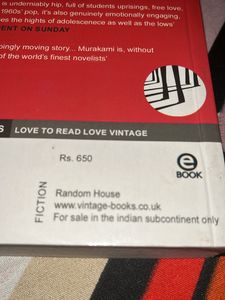 is undeniably hip, full of students uprisings, free love,
1960s' pop, it's also genuinely emotionally engaging,
es the highs of adolescence as well as the lows'
ENT ON SUNDAY
pingly moving story... Murakami is, without
of the world's finest novelists'
S LOVE TO READ LOVE VINTAGE
Rs. 650
e
BOOK
FICTION
Random House
www.vintage-books.co.uk
For sale in the indian subcontinent only